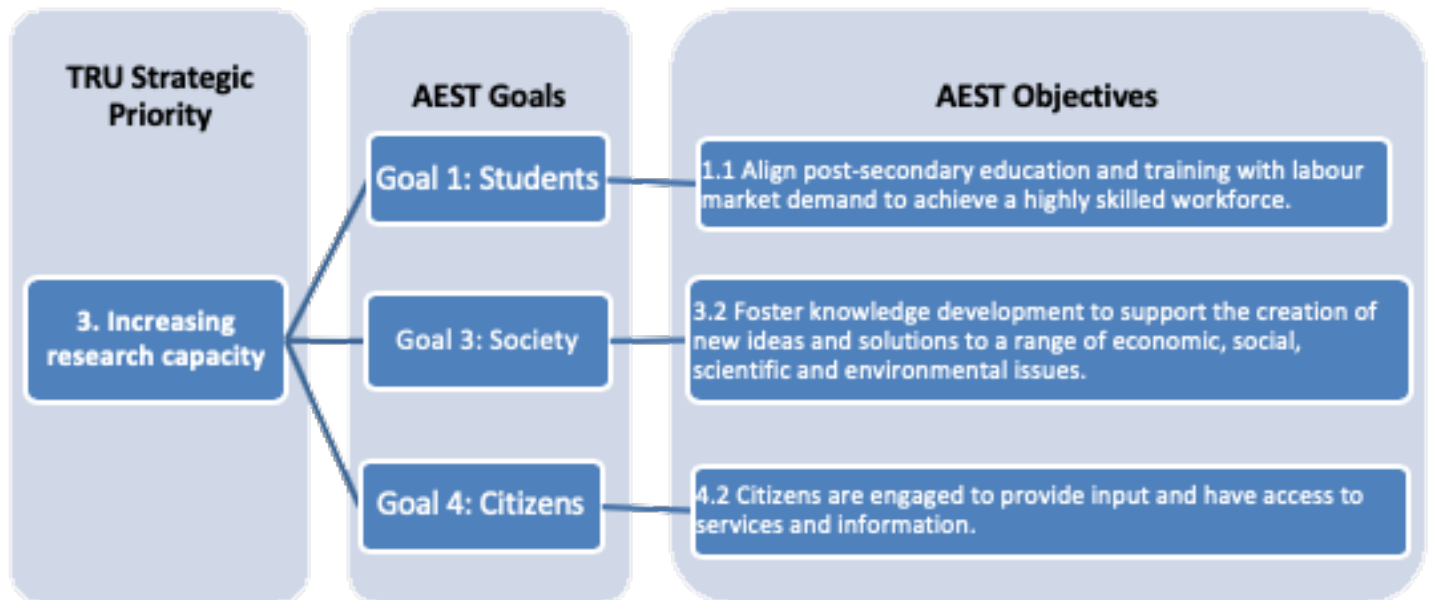 TRU Strategic
Priority
AEST Goals
AEST Objectives
3. Increasing
research capacity
Goal 1: Students
1.1 Align post-secondary education and training with labour
market demand to achieve a highly skilled workforce.
Goal 3: Society
3.2 Foster knowledge development to support the creation of
new ideas and solutions to a range of economic, social,
scientific and environmental issues.
Goal 4: Citizens
4.2 Citizens are engaged to provide input and have access to
services and information.